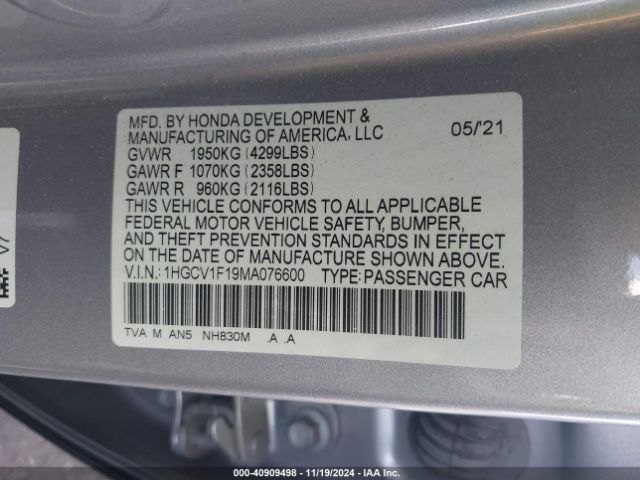 MFD. BY HONDA DEVELOPMENT &
MANUFACTURING OF AMERICA, LLC 05/'21
GVWR 1950KG (4299LBS)
GAWR F 1070KG (2358LBS)
GAWR R 960KG (2116LBS)
THIS VEHICLE CONFORMS TO ALL APPLICABLE
FEDERAL MOTOR VEHICLE SAFETY, BUMPER,
AND THEFT PREVENTION STANDARDS IN EFFECT
ON THE DATE OF MANUFACTURE SHOWN ABOVE
V.I.N.: 1HGCV1F19MA076600 TYPE: PASSENGER CAR
TVA M AN5 NH830M .A .A
000-40909498 - 11/19/2024 - IAA Inc.